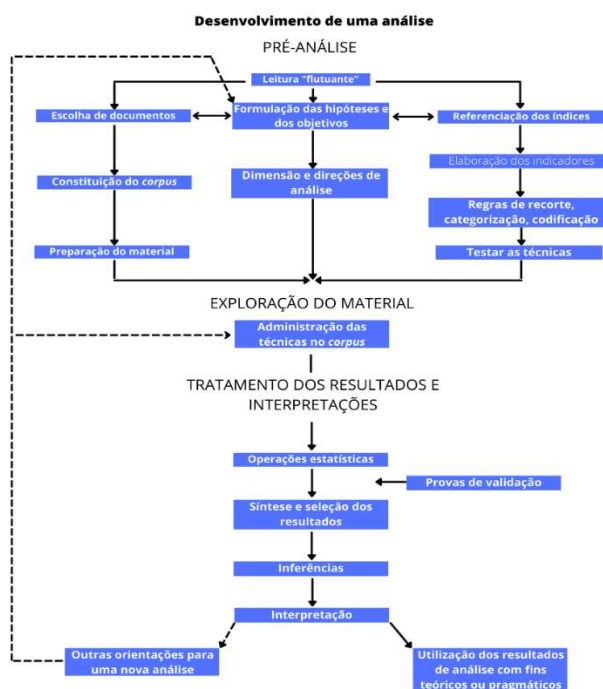 Desenvolvimento de uma análise
PRÉ-ANÁLISE
Leitura "flutuante"
Escolha de documentos
Formulação das hipóteses e
dos objetivos
Referenciação dos índices
Elaboração dos indicadores
Constituição do corpus
Dimensão e direções de
análise
Regras de recorte,
categorização, codificação
Preparação do material
Testar as técnicas
EXPLORAÇÃO DO MATERIAL
Administração das
técnicas no corpus
TRATAMENTO DOS RESULTADOS E
INTERPRETAÇÕES
Operações estatísticas
Provas de validação
Síntese e seleção dos
resultados
Inferências
Interpretação
Outras orientações para
uma nova análise
Utilização dos resultados
de análise com fins
teóricos ou pragmáticos